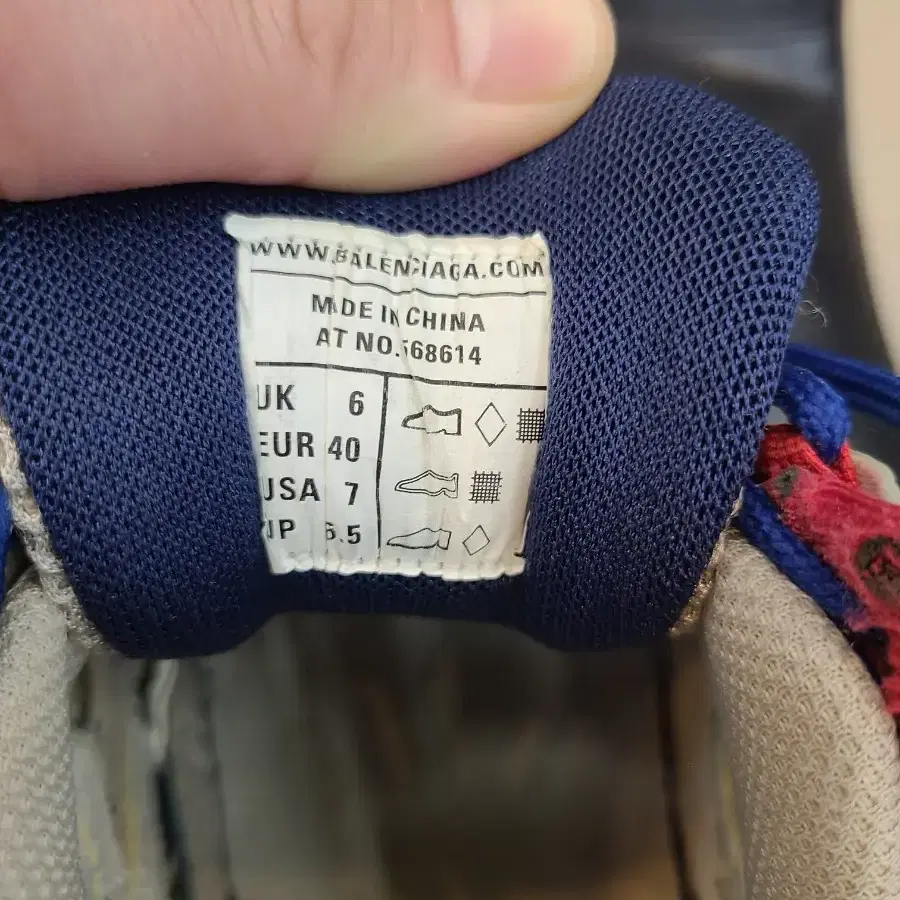 WWW.BALENCIAGA.COM
MADE IN CHINA
AT NO.568614
UK 6
EUR 40
USA 7
JP 6.5